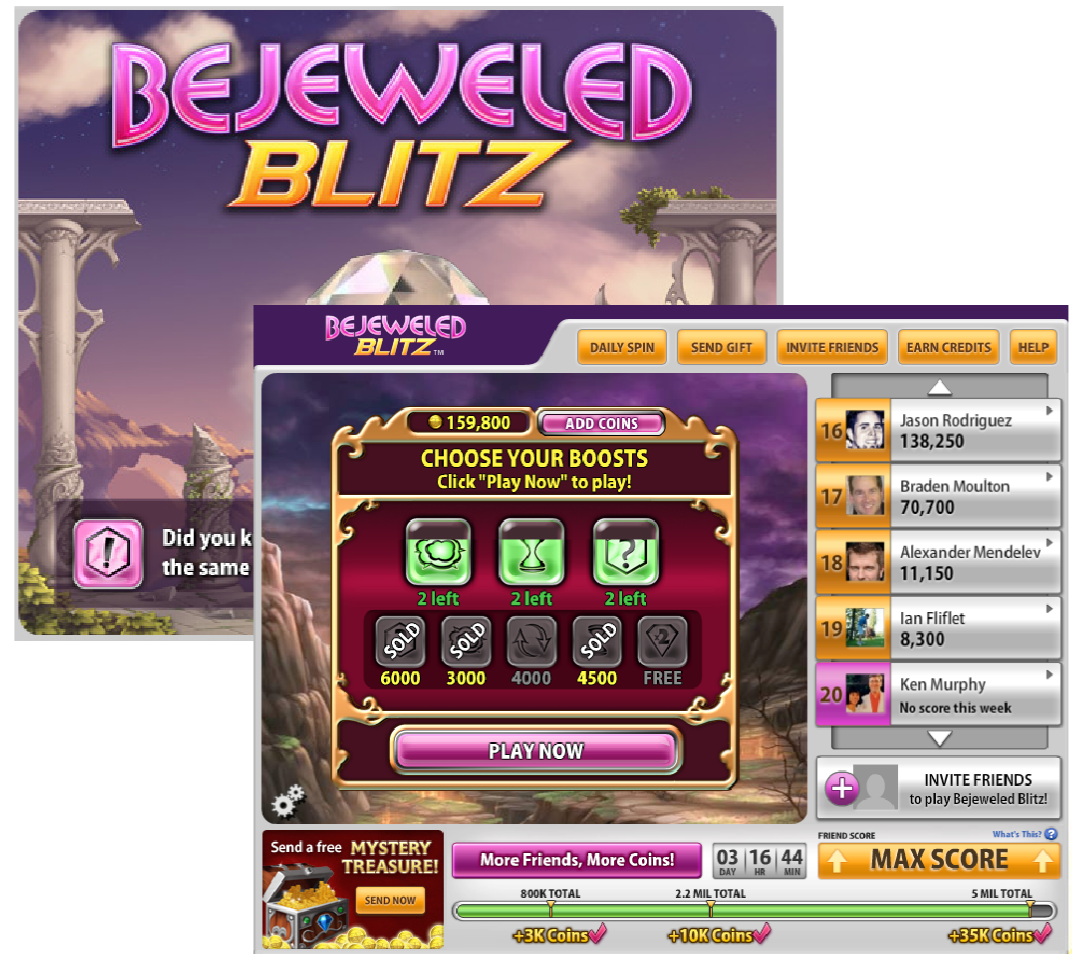 BEJEWELED
BLITZ
Did you k
the same
BEJEWELED
BLITZ™
DAILY SPIN
SEND GIFT
INVITE FRIENDS
EARN CREDITS
HELP
159,800
ADD COINS
CHOOSE YOUR BOOSTS
Click "Play Now" to play!
2 left
2 left
2 left
SOLD
SOLD
SOLD
x2
6000
3000
4000
4500
FREE
PLAY NOW
16
Jason Rodriguez
138,250
17
Braden Moulton
70,700
18
Alexander Mendelev
11,150
19
Ian Fliflet
8,300
20
Ken Murphy
No score this week
INVITE FRIENDS
to play Bejeweled Blitz!
Send a free MYSTERY
TREASURE!
SEND NOW
More Friends, More Coins!
03 16 44
DAY HR MIN
FRIEND SCORE
What's This? ?
MAX SCORE
800K TOTAL
2.2 MIL TOTAL
5 MIL TOTAL
+3K Coins
+10K Coins
+35K Coins